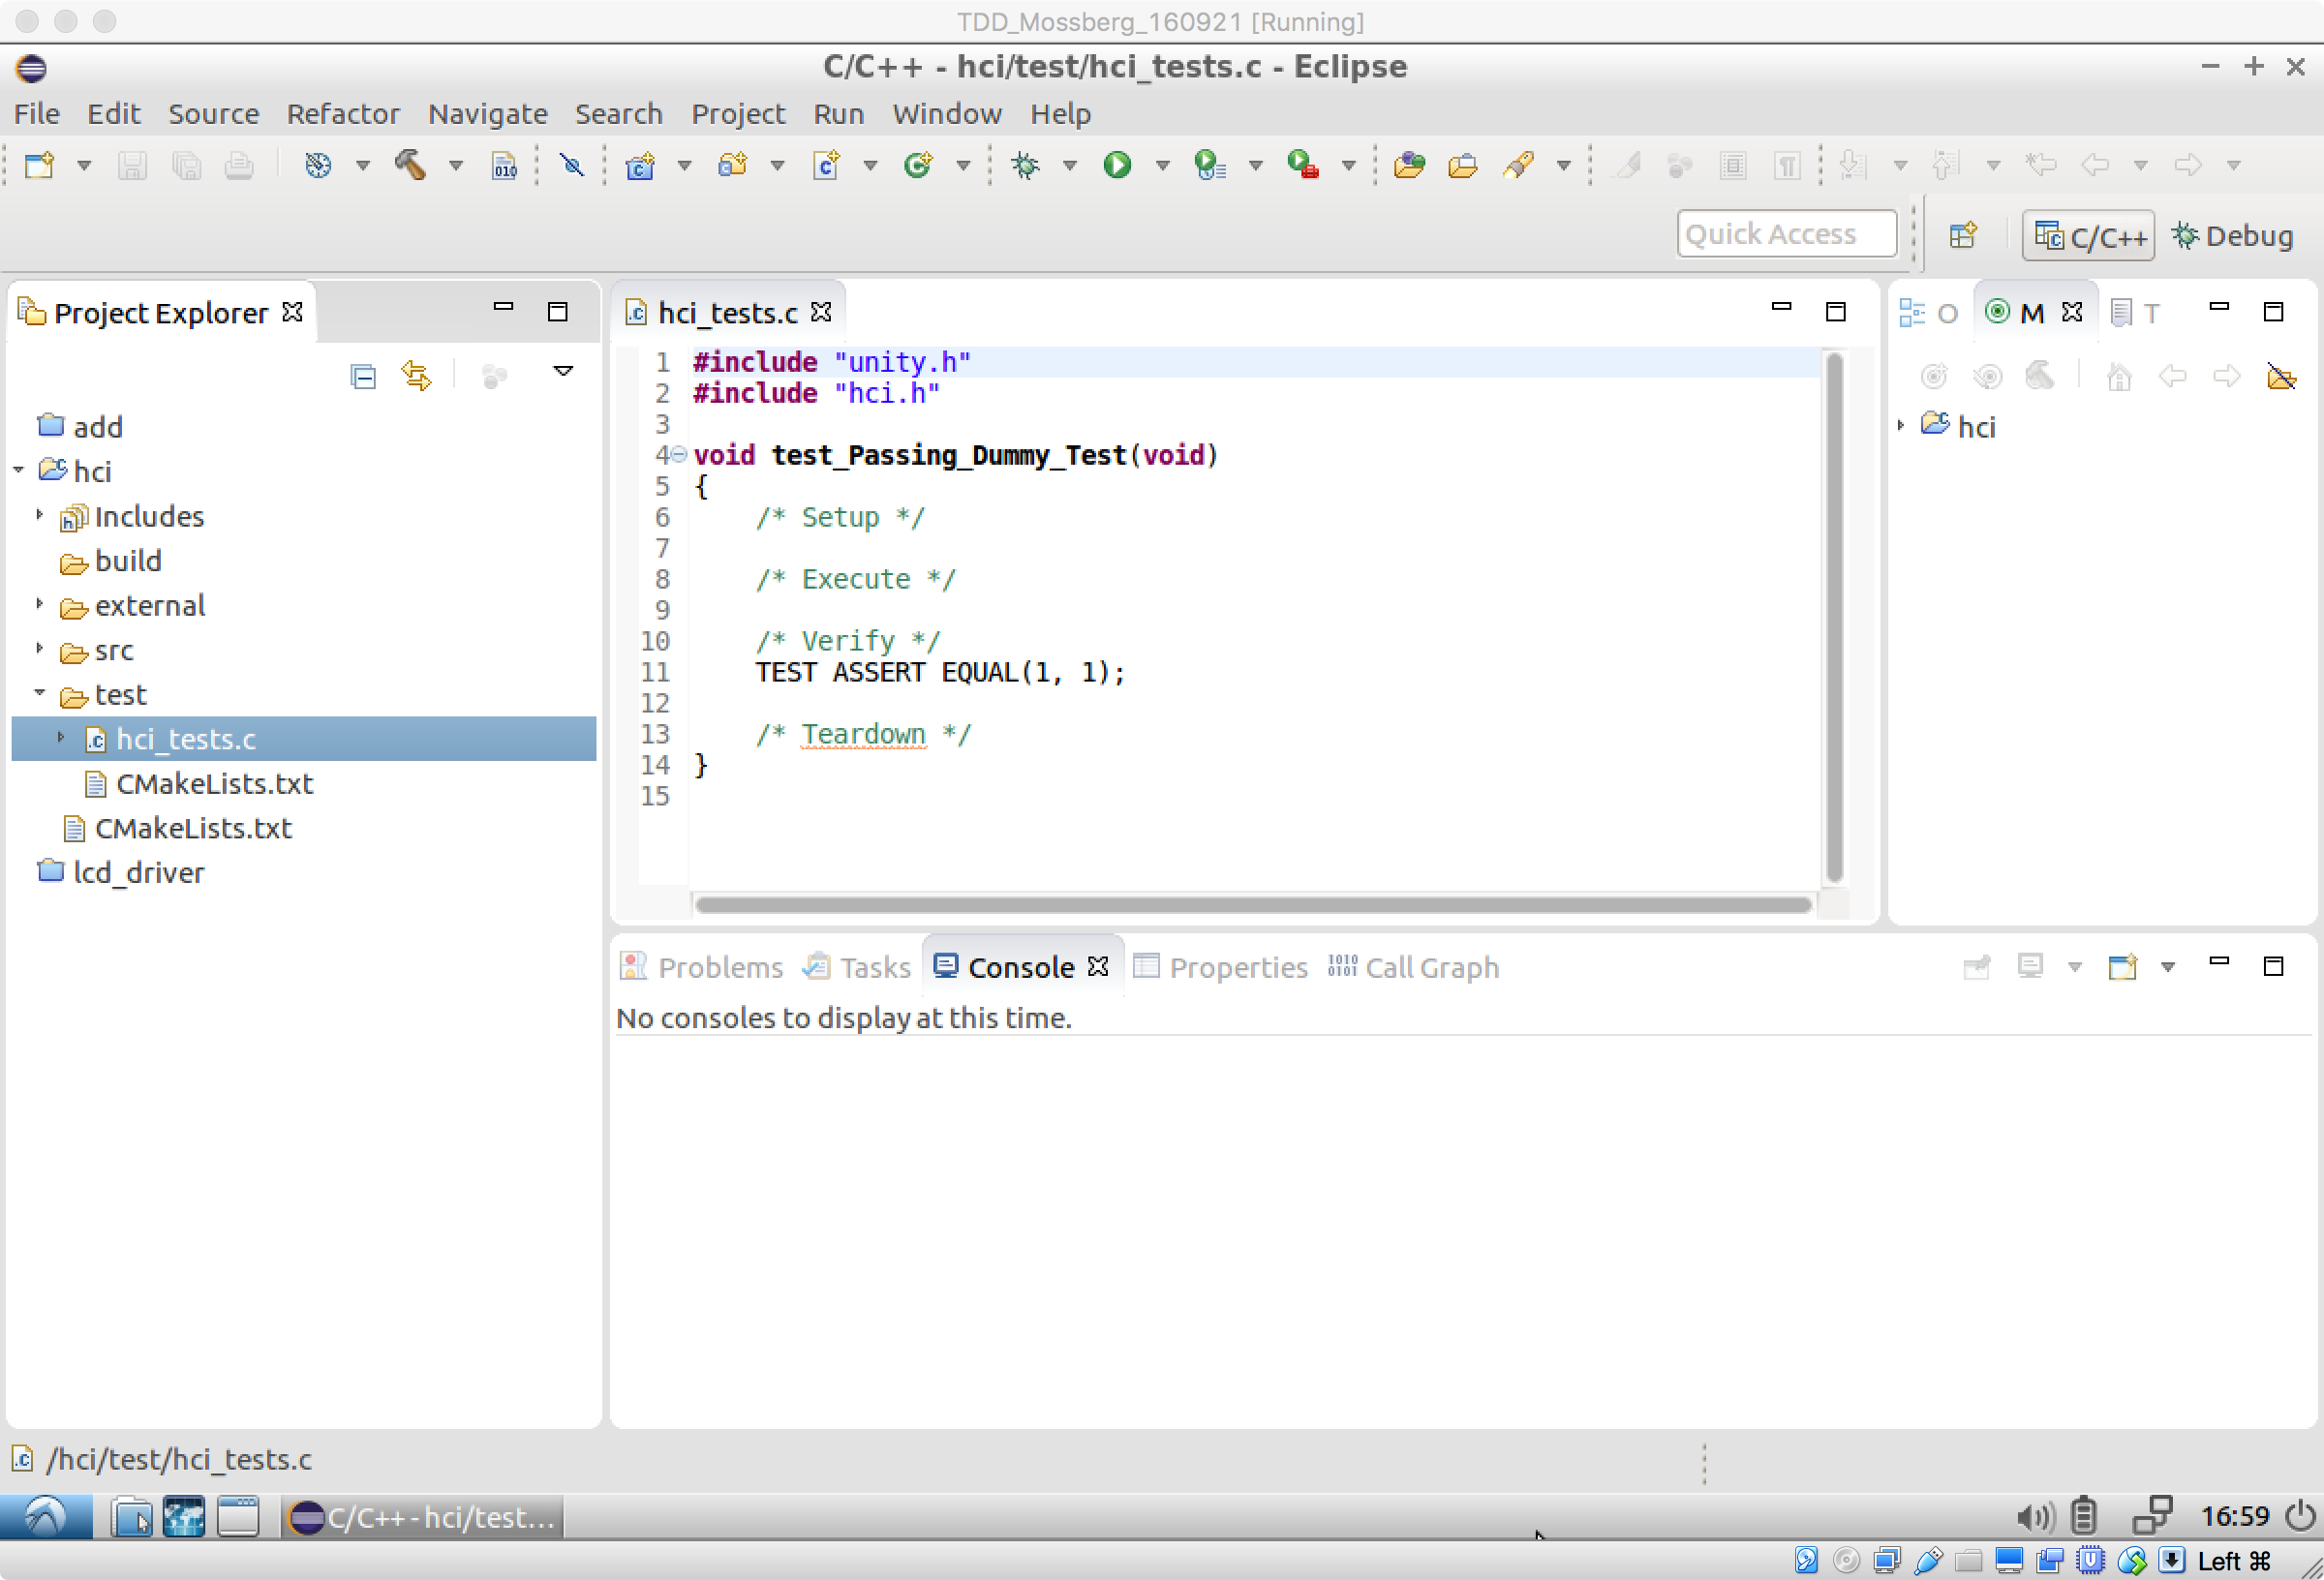 TDD_Mossberg_160921 [Running]
C/C++ - hci/test/hci_tests.c - Eclipse
File Edit Source Refactor Navigate Search Project Run Window Help
Quick Access
C/C++
Debug
Project Explorer
add
hci
Includes
build
external
src
test
hci_tests.c
CMakeLists.txt
CMakeLists.txt
lcd_driver
hci_tests.c
1 #include "unity.h"
2 #include "hci.h"
3
4 void test_Passing_Dummy_Test(void)
5 {
6 /* Setup */
7
8 /* Execute */
9
10 /* Verify */
11 TEST ASSERT EQUAL(1, 1);
12
13 /* Teardown */
14 }
15
O M T
hci
Problems Tasks Console Properties Call Graph
No consoles to display at this time.
/hci/test/hci_tests.c
C/C++ - hci/test...
16:59
Left ⌘